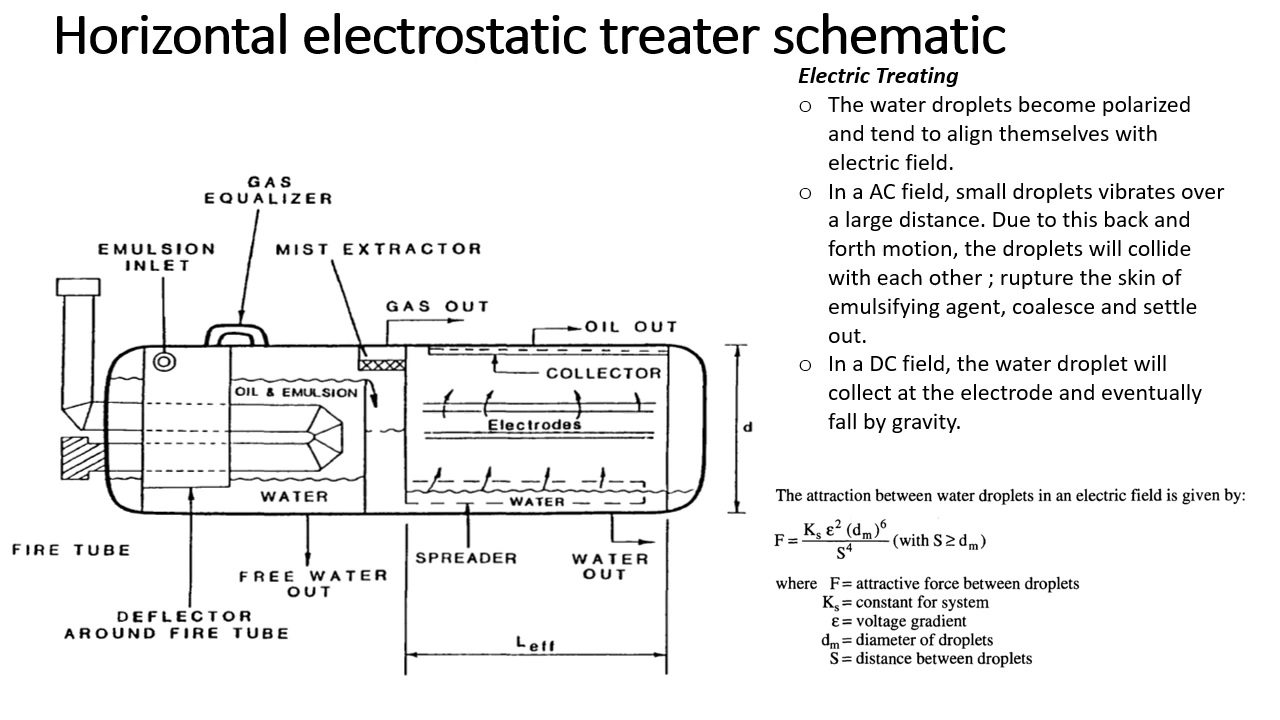 Horizontal electrostatic treater schematic
Electric Treating
o The water droplets become polarized
and tend to align themselves with
electric field.
o In a AC field, small droplets vibrates over
a large distance. Due to this back and
forth motion, the droplets will collide
with each other ; rupture the skin of
emulsifying agent, coalesce and settle
out.
o In a DC field, the water droplet will
collect at the electrode and eventually
fall by gravity.
GAS
EQUALIZER
EMULSION
INLET
MIST EXTRACTOR
GAS OUT
OIL OUT
COLLECTOR
OIL & EMULSION
Electrodes
d
WATER
WATER
FIRE TUBE
SPREADER
WATER
OUT
FREE WATER
OUT
DEFLECTOR
AROUND FIRE TUBE
Leff
The attraction between water droplets in an electric field is given by:
F = Ks ε² (dm)⁶ / S⁴ (with S ≥ dm)
where F = attractive force between droplets
Ks = constant for system
ε = voltage gradient
dm = diameter of droplets
S = distance between droplets